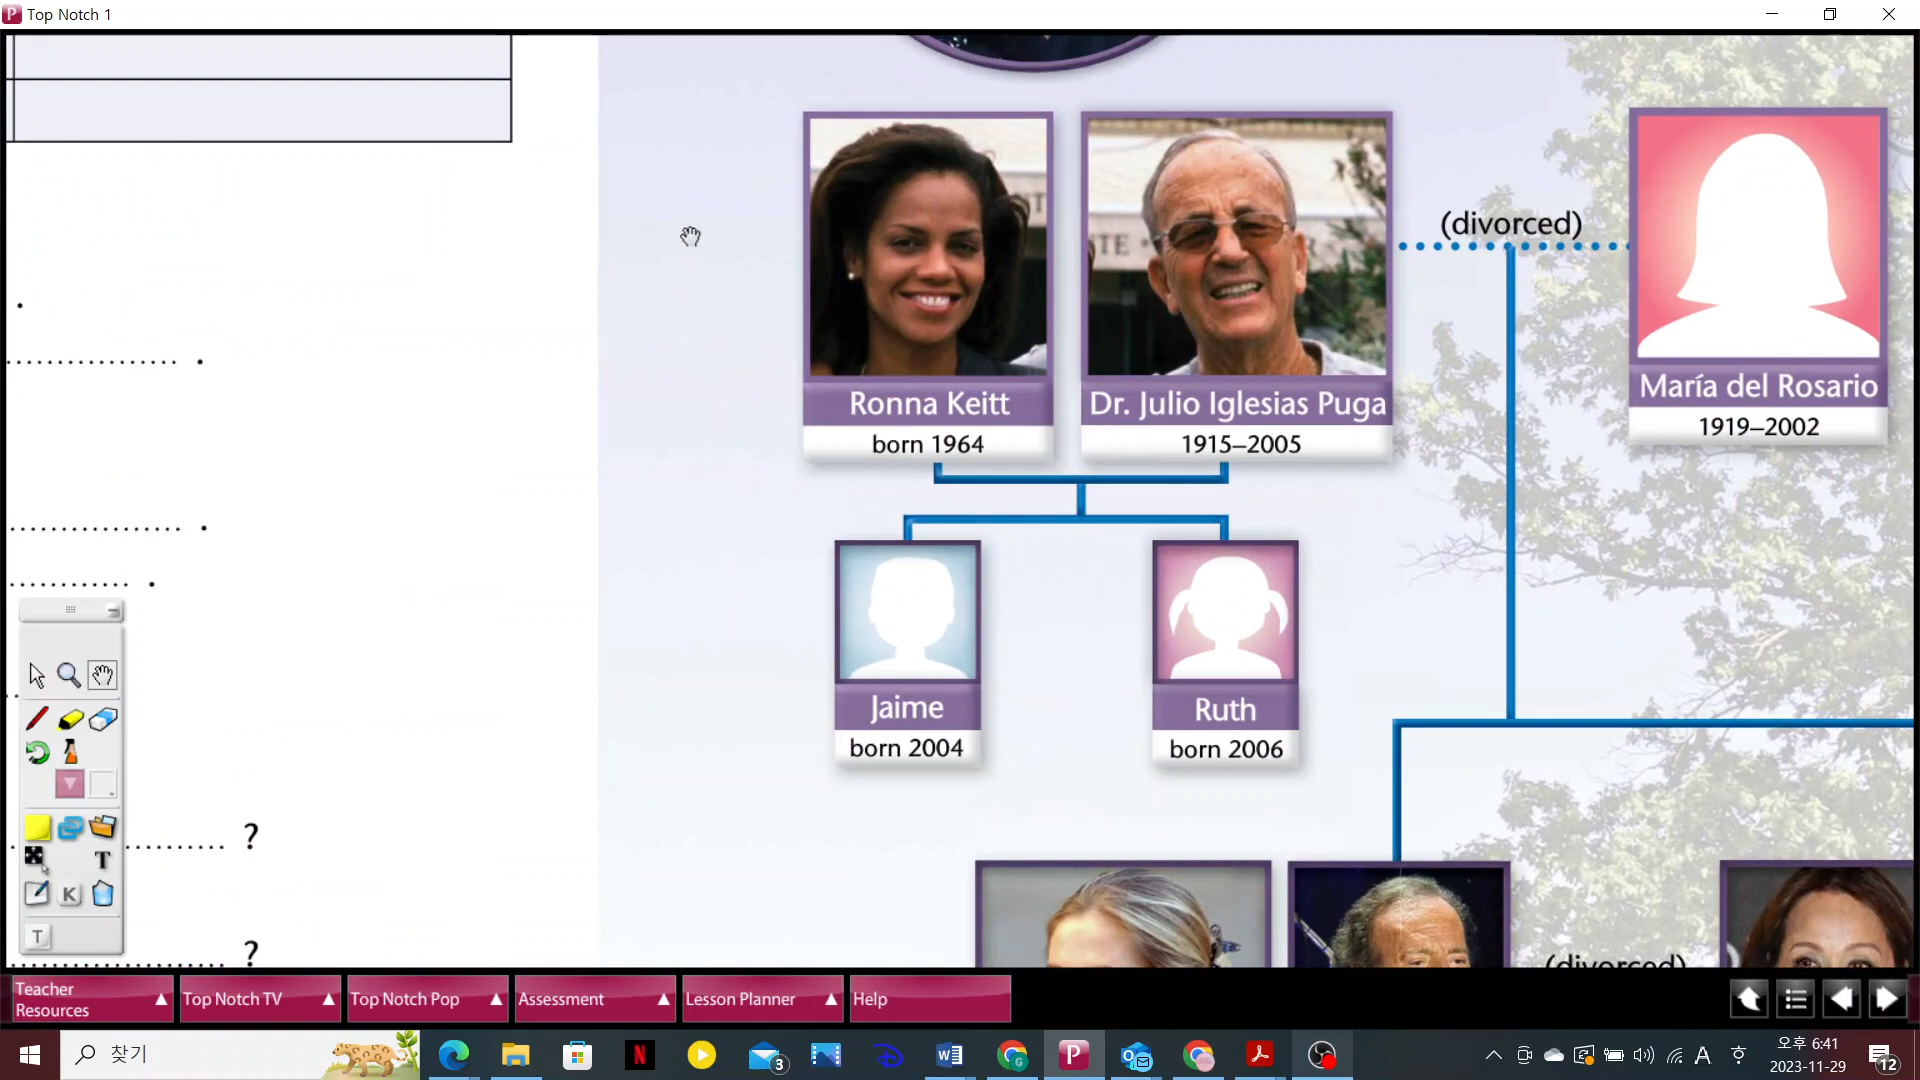 Top Notch 1
(divorced)
Ronna Keitt
born 1964
Dr. Julio Iglesias Puga
1915–2005
María del Rosario
1919–2002
Jaime
born 2004
Ruth
born 2006
?
?
(divorced)
T
K
T
Teacher
Resources
Top Notch TV
Top Notch Pop
Assessment
Lesson Planner
Help
찾기
3
A
오후 6:41
2023-11-29
12